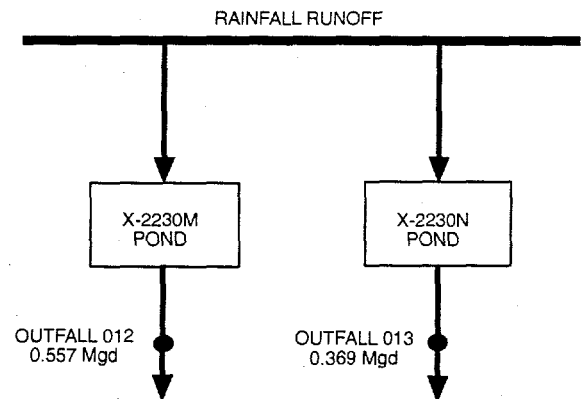 RAINFALL RUNOFF
X-2230M
POND
X-2230N
POND
OUTFALL 012
0.557 Mgd
OUTFALL 013
0.369 Mgd